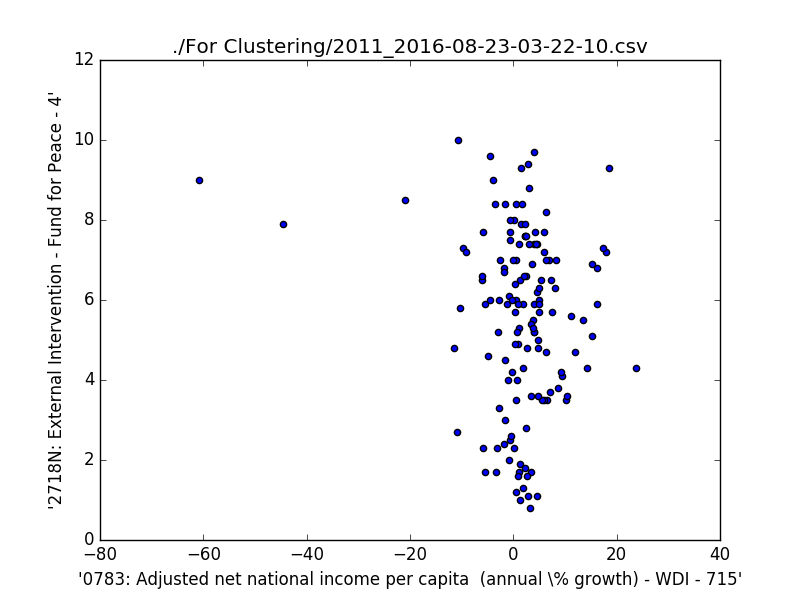 ./For Clustering/2011_2016-08-23-03-22-10.csv
'2718N: External Intervention - Fund for Peace - 4'
12
10
8
6
4
2
0
−80 −60 −40 −20 0 20 40
'0783: Adjusted net national income per capita  (annual \% growth) - WDI - 715'